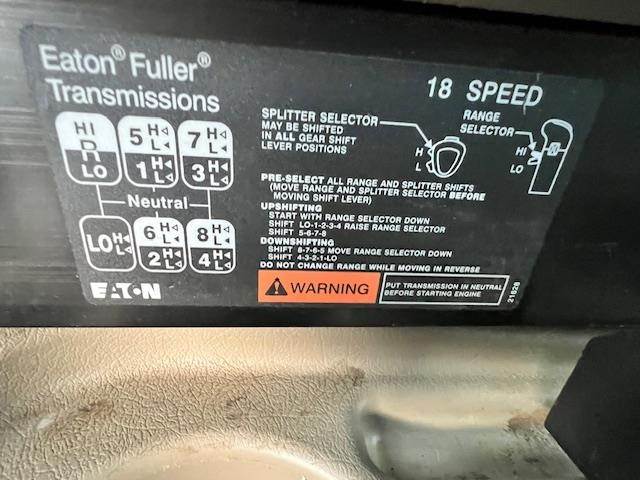 Eaton® Fuller®
Transmissions
18 SPEED
HI
R
LO
5 H◁
L◂
1 H◂
L◂
7 H◁
L◂
3 H◂
L◂
Neutral
LO H◂
L◂
6 H◁
L◂
2 H◂
L◂
8 H◁
L◂
4 H◂
L◂
EATON
SPLITTER SELECTOR
MAY BE SHIFTED
IN ALL GEAR SHIFT
LEVER POSITIONS
H
L
RANGE
SELECTOR
HI
LO
PRE-SELECT ALL RANGE AND SPLITTER SHIFTS
(MOVE RANGE AND SPLITTER SELECTOR BEFORE
MOVING SHIFT LEVER)
UPSHIFTING
START WITH RANGE SELECTOR DOWN
SHIFT LO-1-2-3-4 RAISE RANGE SELECTOR
SHIFT 5-6-7-8
DOWNSHIFTING
SHIFT 8-7-6-5 MOVE RANGE SELECTOR DOWN
SHIFT 4-3-2-1-LO
DO NOT CHANGE RANGE WHILE MOVING IN REVERSE
WARNING
PUT TRANSMISSION IN NEUTRAL
BEFORE STARTING ENGINE